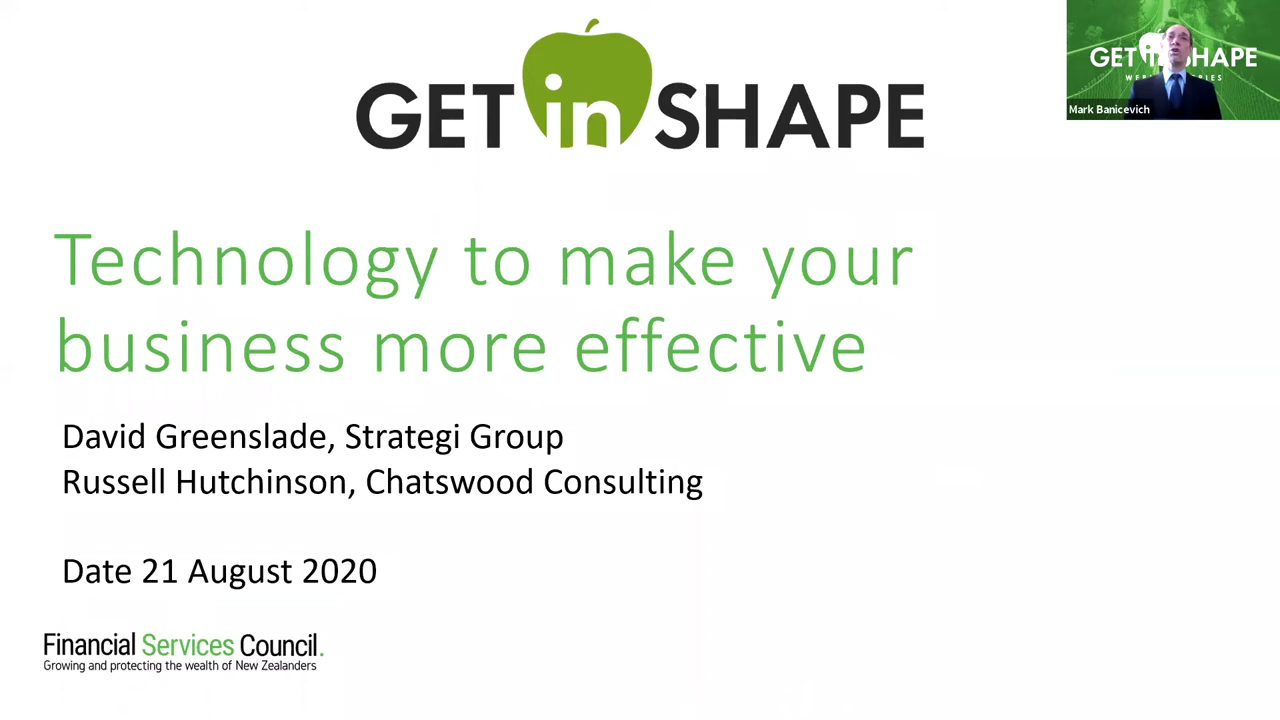 GET in SHAPE
GET in SHAPE
Mark Banicevich
Technology to make your
business more effective
David Greenslade, Strategi Group
Russell Hutchinson, Chatswood Consulting
Date 21 August 2020
Financial Services Council.
Growing and protecting the wealth of New Zealanders